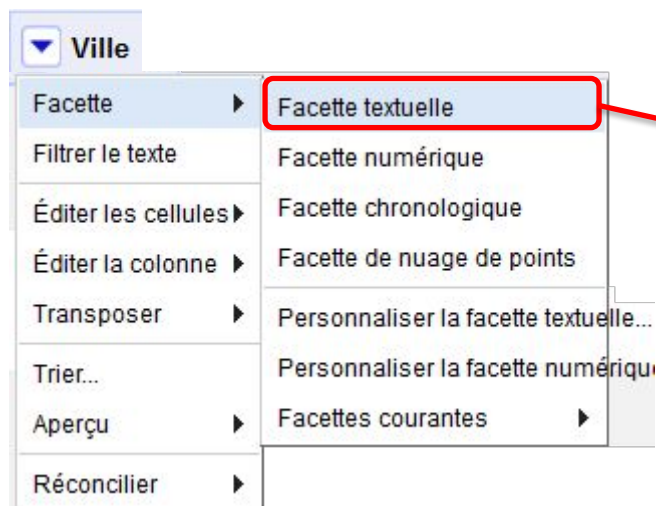 Ville
Facette
Filtrer le texte
Éditer les cellules
Éditer la colonne
Transposer
Trier...
Aperçu
Réconcilier
Facette textuelle
Facette numérique
Facette chronologique
Facette de nuage de points
Personnaliser la facette textuelle...
Personnaliser la facette numérique
Facettes courantes